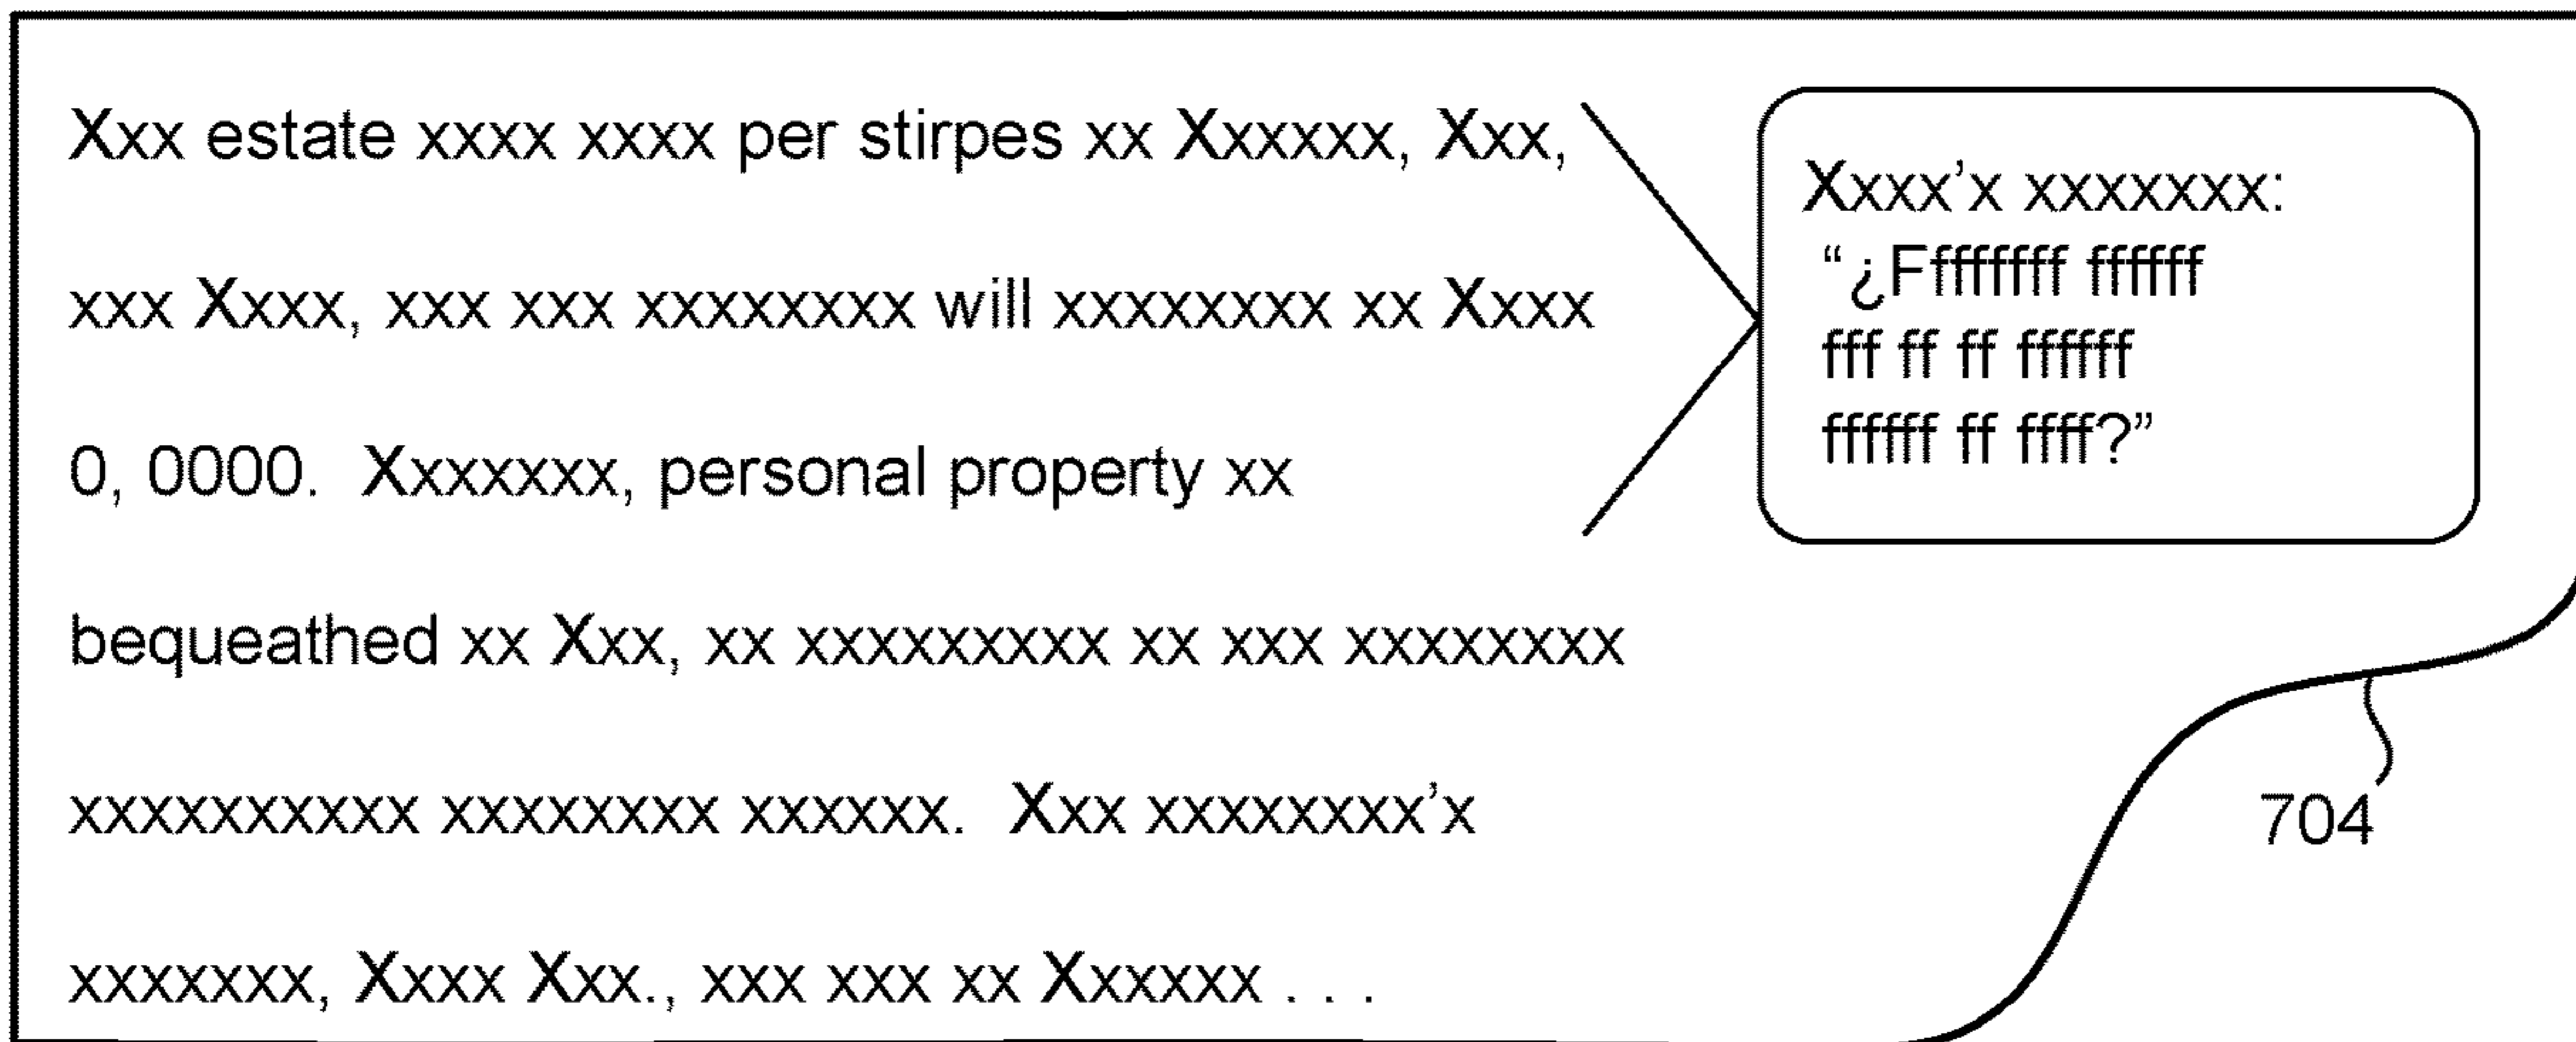 Xxx estate xxxx xxxx per stirpes xx Xxxxxx, Xxx,
xxx Xxxx, xxx xxx xxxxxxxx will xxxxxxxx xx Xxxx
0, 0000.  Xxxxxxx, personal property xx
bequeathed xx Xxx, xx xxxxxxxxx xx xxx xxxxxxxx
xxxxxxxxxx xxxxxxxx xxxxxx.  Xxx xxxxxxxx’x
xxxxxxx, Xxxx Xxx., xxx xxx xx Xxxxxx . . .
Xxxx’x xxxxxxx:
“¿Ffffffff ffffff
fff ff ff ffffff
ffffff ff ffff?”
704